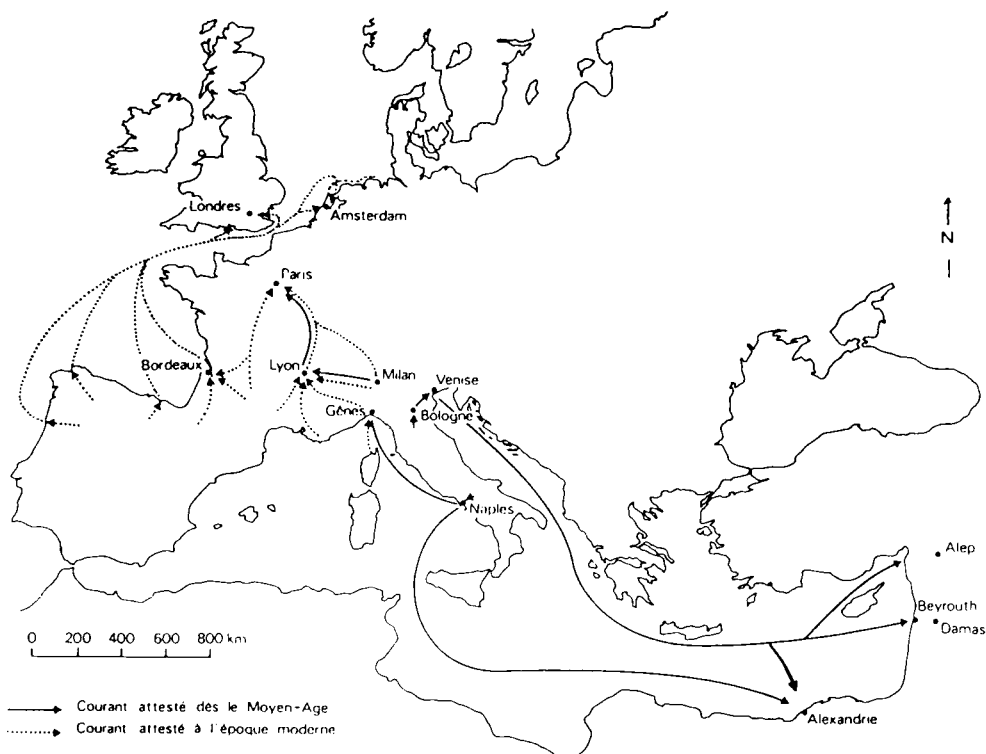 Londres
Amsterdam
N
Paris
Bordeaux
Lyon
Milan
Venise
Gênes
Bologne
Naples
Alep
Beyrouth
Damas
0 200 400 600 800 km
Courant attesté dès le Moyen-Age
Alexandrie
Courant attesté à l'époque moderne